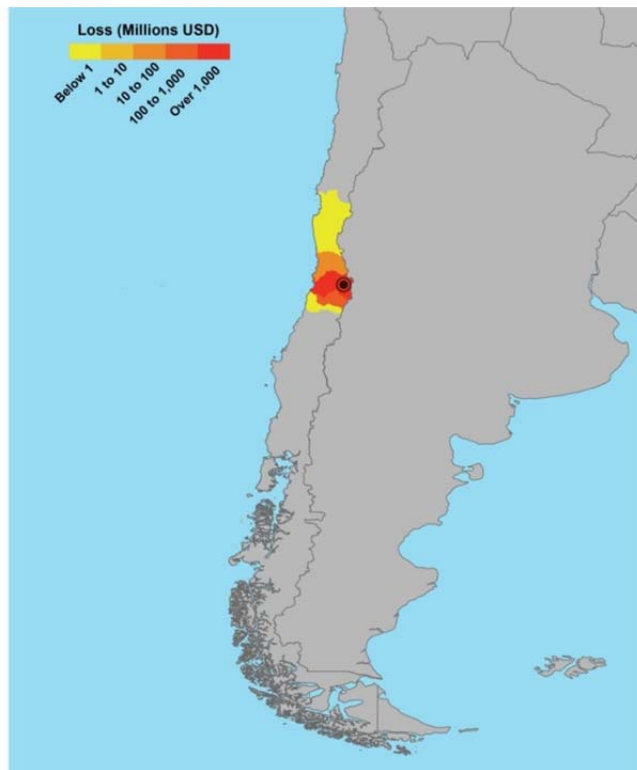 Loss (Millions USD)
Below 1
1 to 10
10 to 100
100 to 1,000
Over 1,000